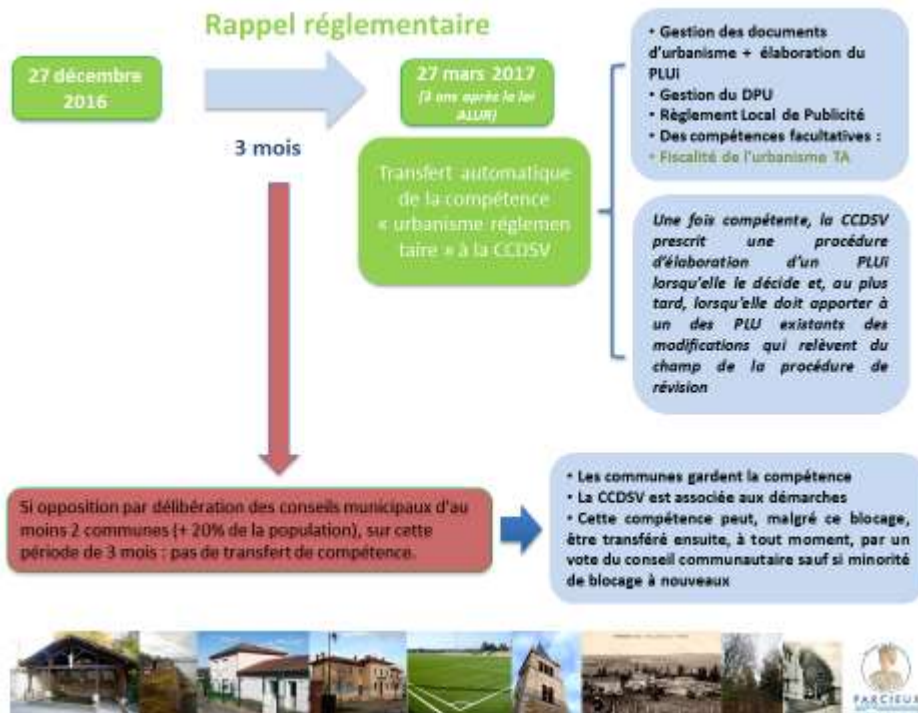 Rappel réglementaire
27 décembre
2016
3 mois
27 mars 2017
(3 ans après la loi
ALUR)
Transfert automatique
de la compétence
« urbanisme réglemen
taire » à la CCDSV
• Gestion des documents
d'urbanisme + élaboration du
PLUi
• Gestion du DPU
• Règlement Local de Publicité
• Des compétences facultatives :
• Fiscalité de l'urbanisme TA
Une fois compétente, la CCDSV
prescrit une procédure
d'élaboration d'un PLUi
lorsqu'elle le décide et, au plus
tard, lorsqu'elle doit apporter à
un des PLU existants des
modifications qui relèvent du
champ de la procédure de
révision
Si opposition par délibération des conseils municipaux d'au
moins 2 communes (+ 20% de la population), sur cette
période de 3 mois : pas de transfert de compétence.
• Les communes gardent la compétence
• La CCDSV est associée aux démarches
• Cette compétence peut, malgré ce blocage,
être transféré ensuite, à tout moment, par un
vote du conseil communautaire sauf si minorité
de blocage à nouveaux
PARCIEUX